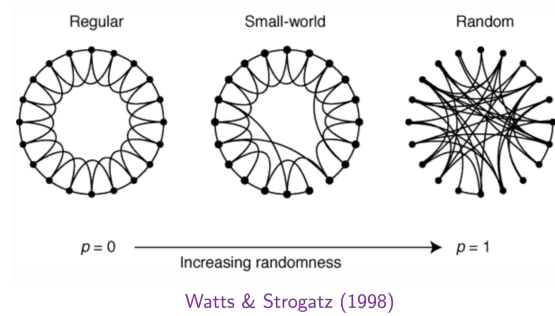 Regular Small-world Random
p = 0 p = 1
Increasing randomness
Watts & Strogatz (1998)